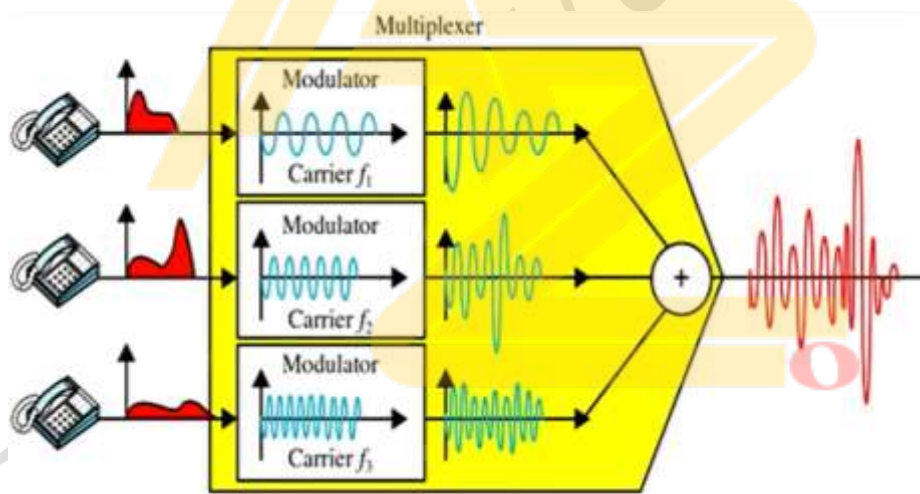 Multiplexer
Modulator
Carrier f₁
Modulator
Carrier f₂
+
Modulator
Carrier f₃